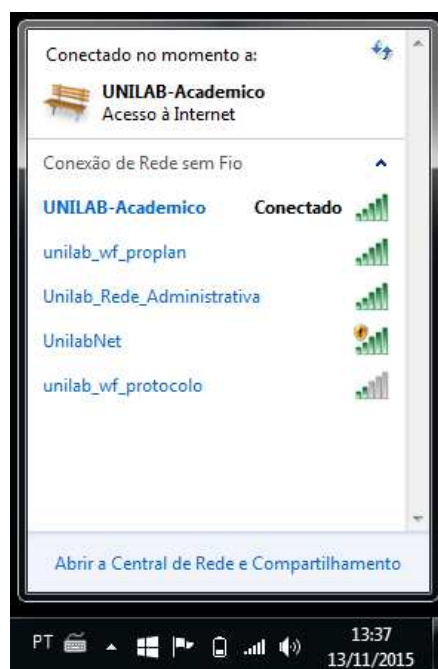 Conectado no momento a:
UNILAB-Academico
Acesso à Internet
Conexão de Rede sem Fio
UNILAB-Academico Conectado
unilab_wf_proplan
Unilab_Rede_Administrativa
UnilabNet
unilab_wf_protocolo
Abrir a Central de Rede e Compartilhamento
PT 13:37
13/11/2015